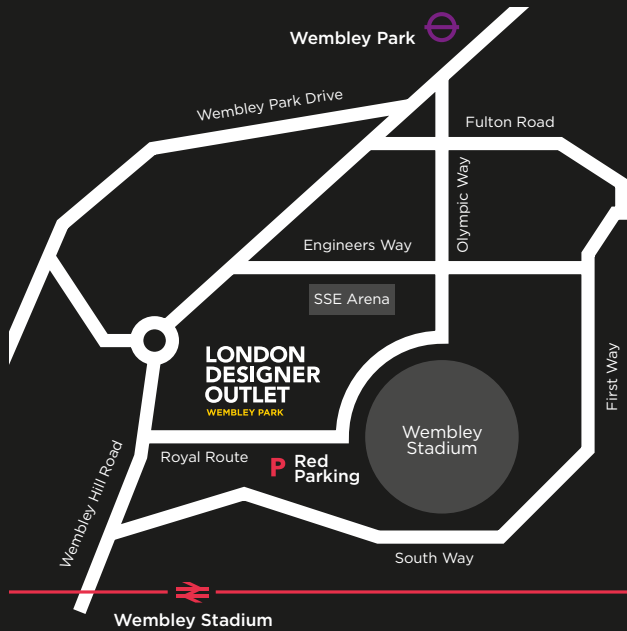 Wembley Park
Wembley Park Drive
Fulton Road
Olympic Way
Engineers Way
SSE Arena
LONDON
DESIGNER
OUTLET
WEMBLEY PARK
First Way
Wembley
Stadium
Royal Route
P Red
Parking
Wembley Hill Road
South Way
Wembley Stadium